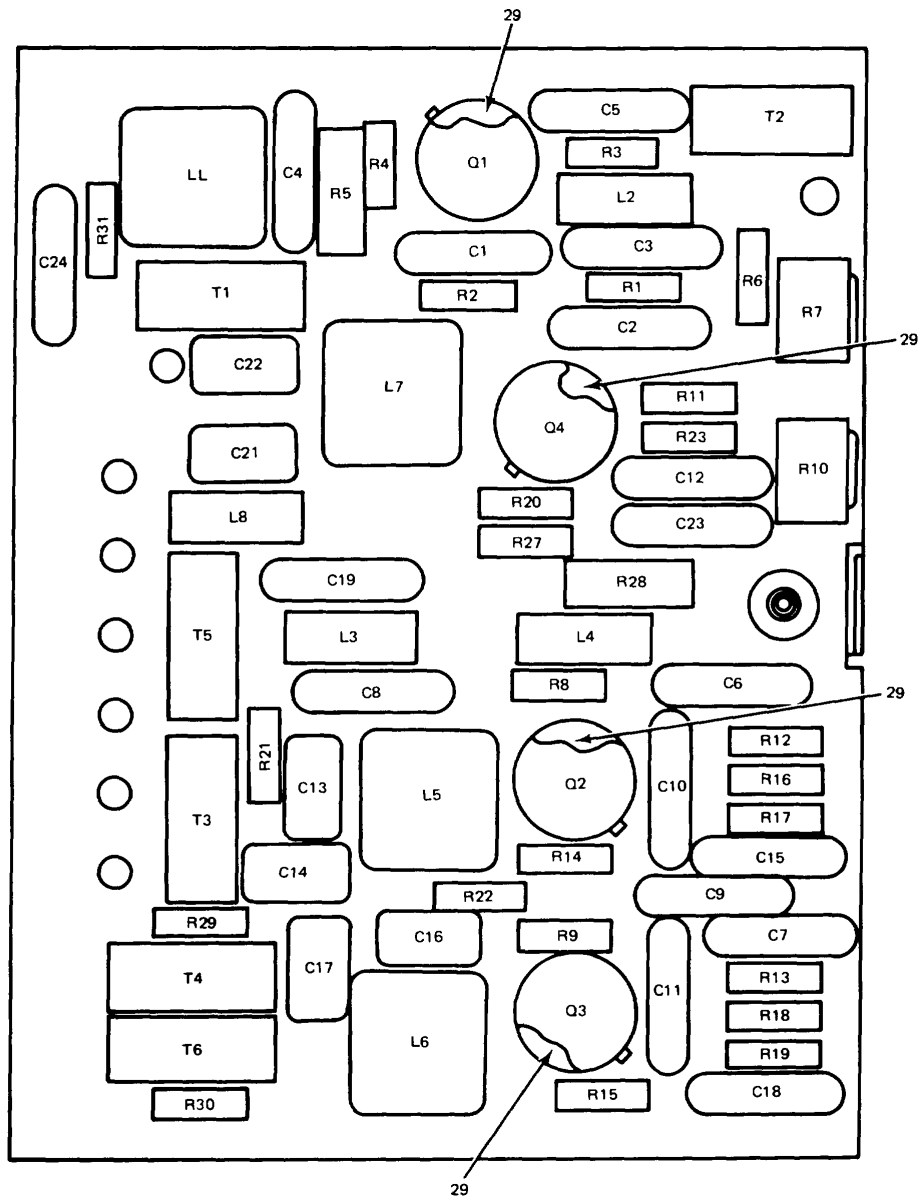 29
C5
T2
R3
Q1
R4
C4
LL
R5
L2
R31
C24
C1
C3
R6
R1
R2
T1
R7
C2
29
C22
L7
R11
Q4
R23
C21
R10
C12
R20
L8
C23
R27
C19
R28
T5
L3
L4
C8
R8
C6
29
R12
R21
R16
Q2
C13
C10
L5
T3
R17
R14
C15
C14
R22
C9
R29
C16
R9
C7
C17
T4
R13
C11
Q3
R18
L6
T6
R19
R15
C18
R30
29